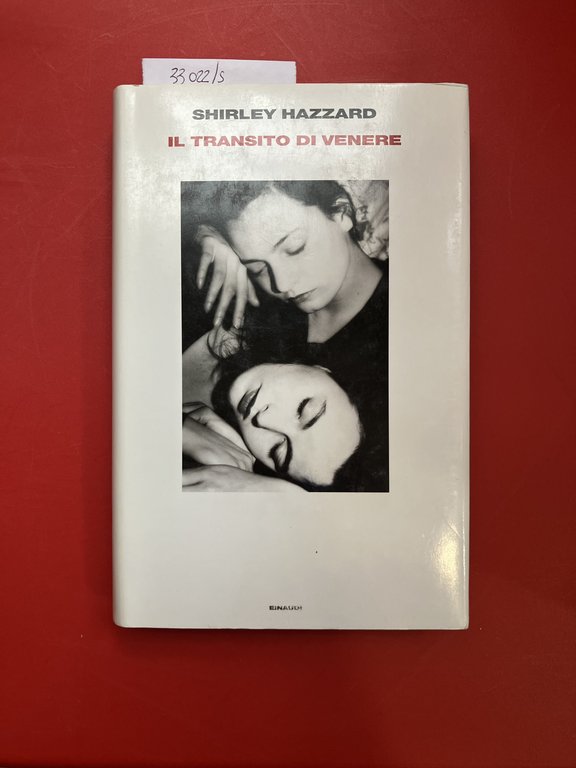 33022/s
SHIRLEY HAZZARD
IL TRANSITO DI VENERE
EINAUDI